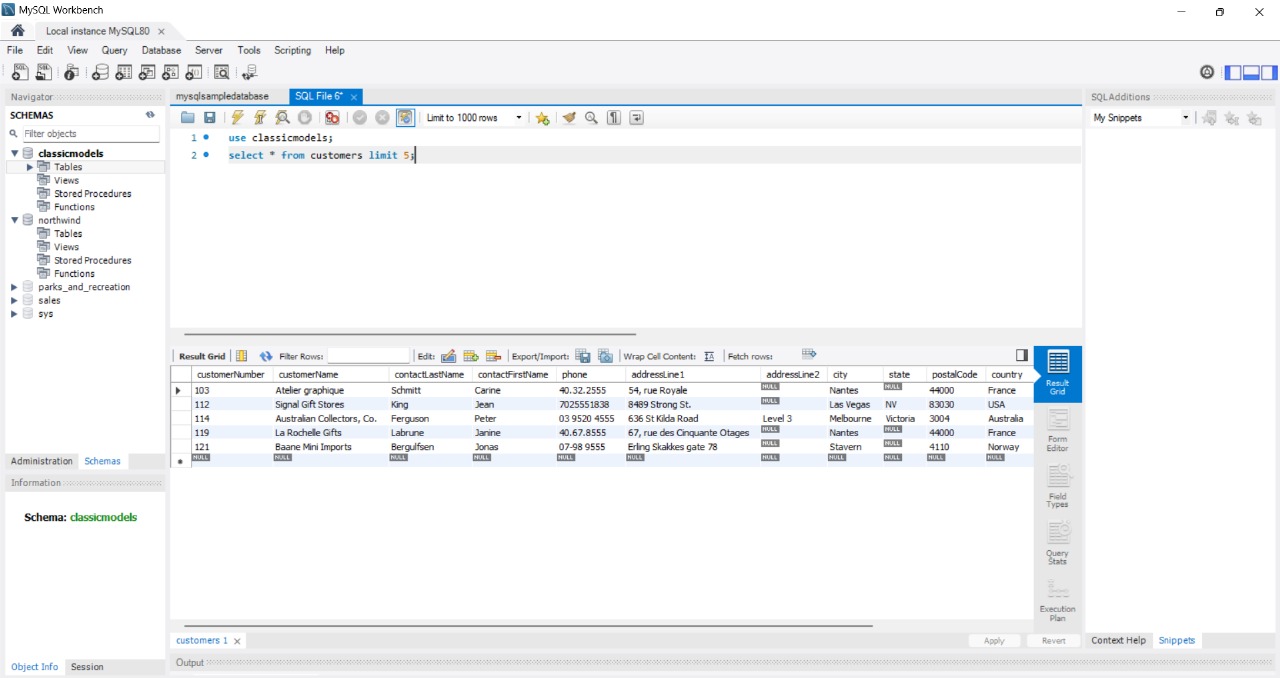 MySQL Workbench
Local instance MySQL80 ×
File Edit View Query Database Server Tools Scripting Help
Navigator
SCHEMAS
Filter objects
classicmodels
Tables
Views
Stored Procedures
Functions
northwind
Tables
Views
Stored Procedures
Functions
parks_and_recreation
sales
sys
Administration Schemas
Information
Schema: classicmodels
Object Info Session
mysqlsampledatabase SQL File 6* ×
Limit to 1000 rows
1 use classicmodels;
2 select * from customers limit 5;
Result Grid Filter Rows: Edit: Export/Import: Wrap Cell Content: Fetch rows:
customerNumber customerName contactLastName contactFirstName phone addressLine1 addressLine2 city state postalCode country
103 Atelier graphique Schmitt Carine 40.32.2555 54, rue Royale NULL Nantes NULL 44000 France
112 Signal Gift Stores King Jean 7025551838 8489 Strong St. NULL Las Vegas NV 83030 USA
114 Australian Collectors, Co. Ferguson Peter 03 9520 4555 636 St Kilda Road Level 3 Melbourne Victoria 3004 Australia
119 La Rochelle Gifts Labrune Janine 40.67.8555 67, rue des Cinquante Otages NULL Nantes NULL 44000 France
121 Baane Mini Imports Bergulfsen Jonas 07-98 9555 Erling Skakkes gate 78 NULL Stavern NULL 4110 Norway
NULL NULL NULL NULL NULL NULL NULL NULL NULL NULL NULL
Result Grid
Form Editor
Field Types
Query Stats
Execution Plan
customers 1 × Apply Revert
Output
SQLAdditions
My Snippets
Context Help Snippets